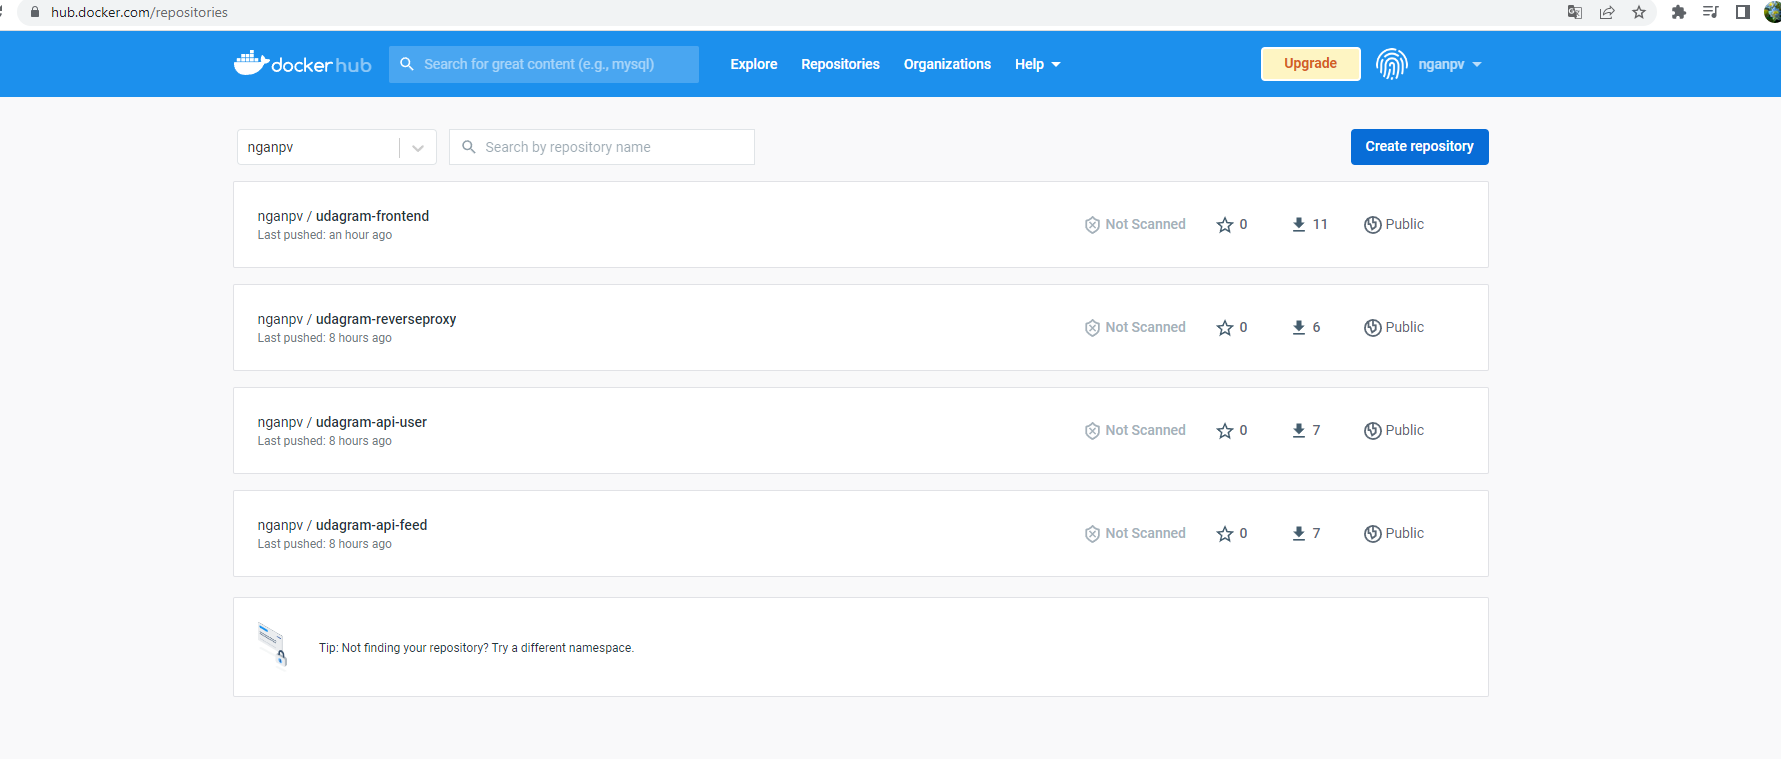 hub.docker.com/repositories
docker hub Search for great content (e.g., mysql) Explore Repositories Organizations Help Upgrade nganpv
nganpv Search by repository name Create repository
nganpv / udagram-frontend
Last pushed: an hour ago
Not Scanned 0 11 Public
nganpv / udagram-reverseproxy
Last pushed: 8 hours ago
Not Scanned 0 6 Public
nganpv / udagram-api-user
Last pushed: 8 hours ago
Not Scanned 0 7 Public
nganpv / udagram-api-feed
Last pushed: 8 hours ago
Not Scanned 0 7 Public
Tip: Not finding your repository? Try a different namespace.